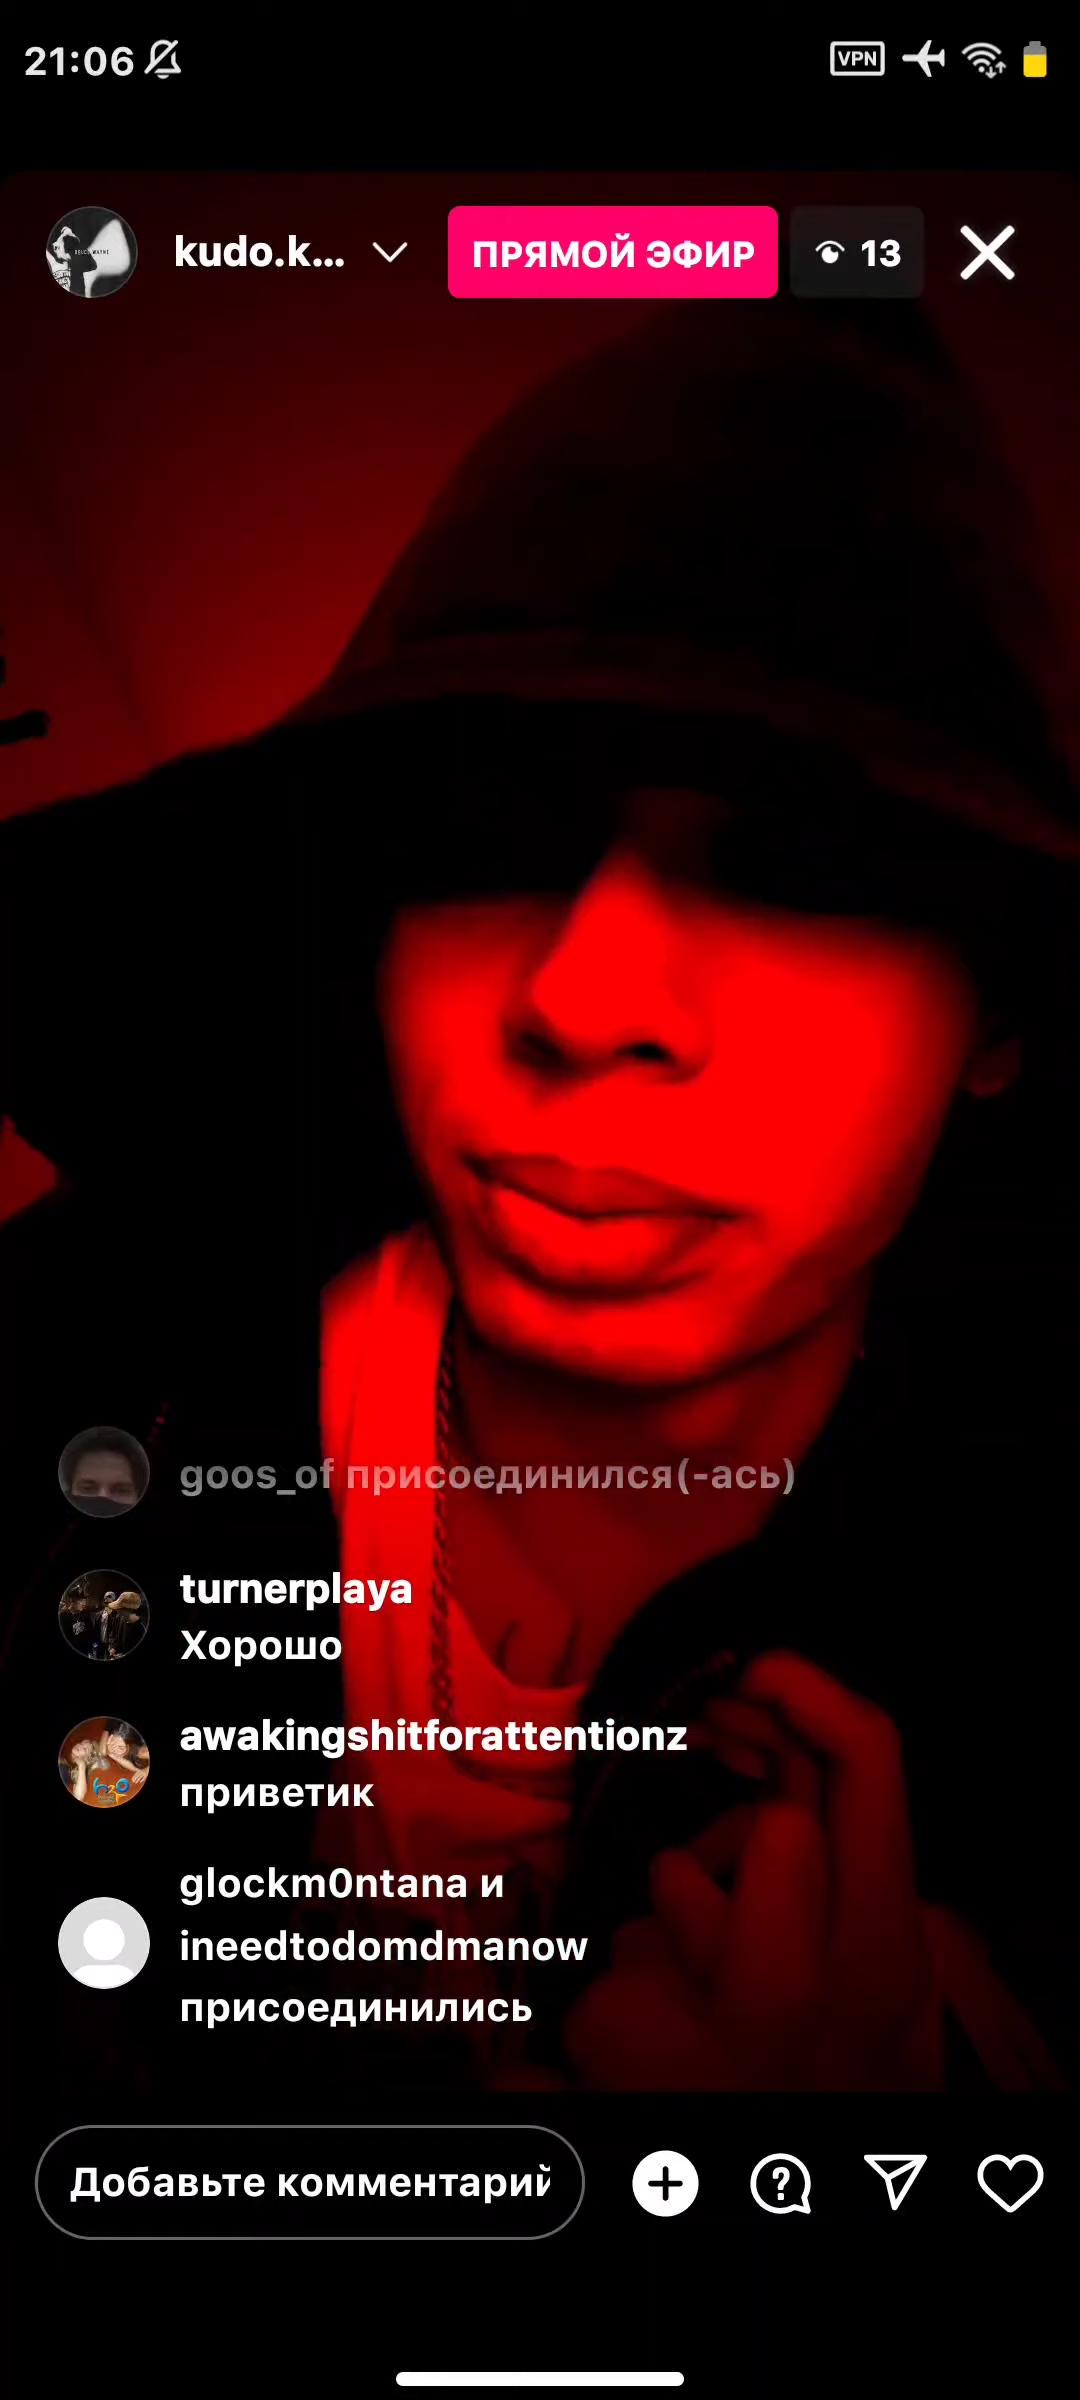 21:06
VPN
kudo.k...
ПРЯМОЙ ЭФИР
13
goos_of присоединился(-ась)
turnerplaya
Хорошо
awakingshitforattentionz
приветик
glockm0ntana и
ineedtodomdmanow
присоединились
Добавьте комментарий